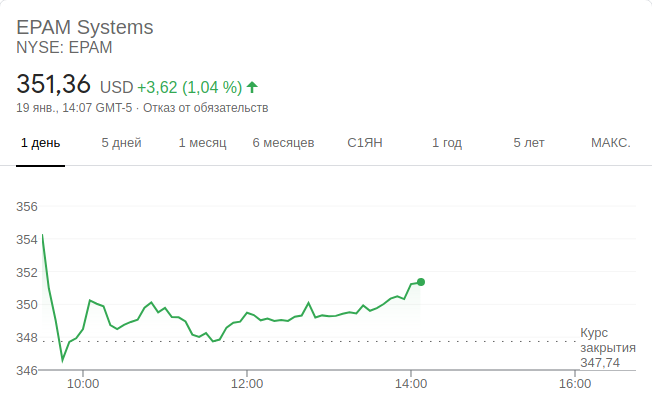 EPAM Systems
NYSE: EPAM
351,36 USD +3,62 (1,04 %)
19 янв., 14:07 GMT-5 · Отказ от обязательств
1 день 5 дней 1 месяц 6 месяцев С1ЯН 1 год 5 лет МАКС.
356
354
352
350
348
346
Курс
закрытия
347,74
10:00 12:00 14:00 16:00